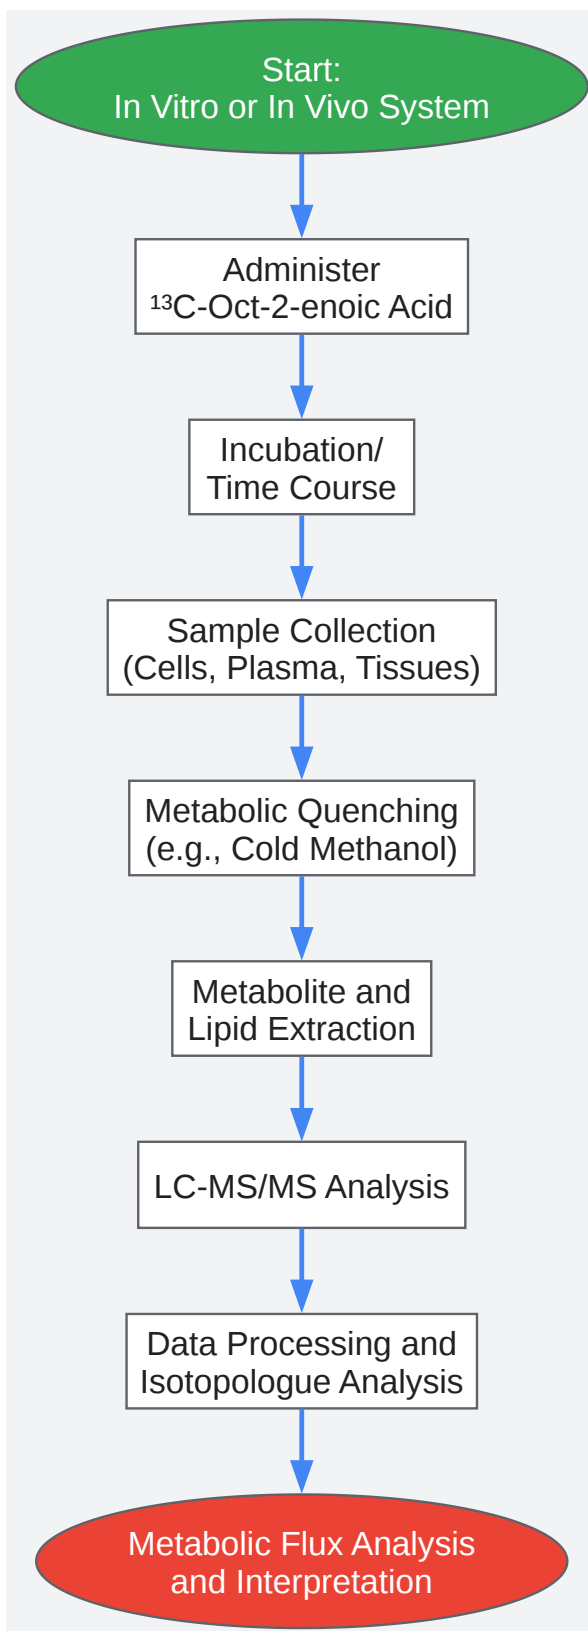 Start:
In Vitro or In Vivo System
Administer
¹³C-Oct-2-enoic Acid
Incubation/
Time Course
Sample Collection
(Cells, Plasma, Tissues)
Metabolic Quenching
(e.g., Cold Methanol)
Metabolite and
Lipid Extraction
LC-MS/MS Analysis
Data Processing and
Isotopologue Analysis
Metabolic Flux Analysis
and Interpretation